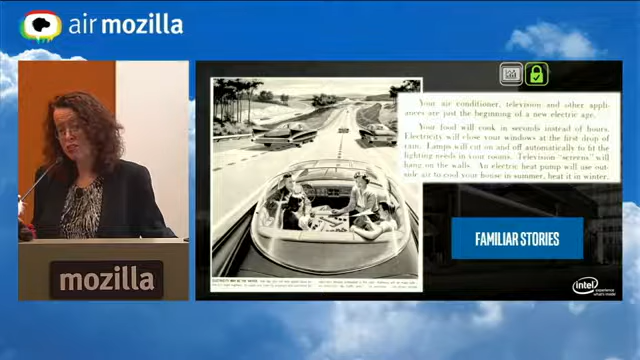 air mozilla
Your air conditioner, television and other appli-
ances are just the beginning of a new electric age.
Your food will cook in seconds instead of hours.
Electricity will close your windows at the first drop of
rain. Lamps will cut on and off automatically to fit the
lighting needs in your rooms. Television "screens" will
hang on the walls. An electric heat pump will use out-
side air to cool your house in summer, heat it in winter.
FAMILIAR STORIES
mozilla
intel